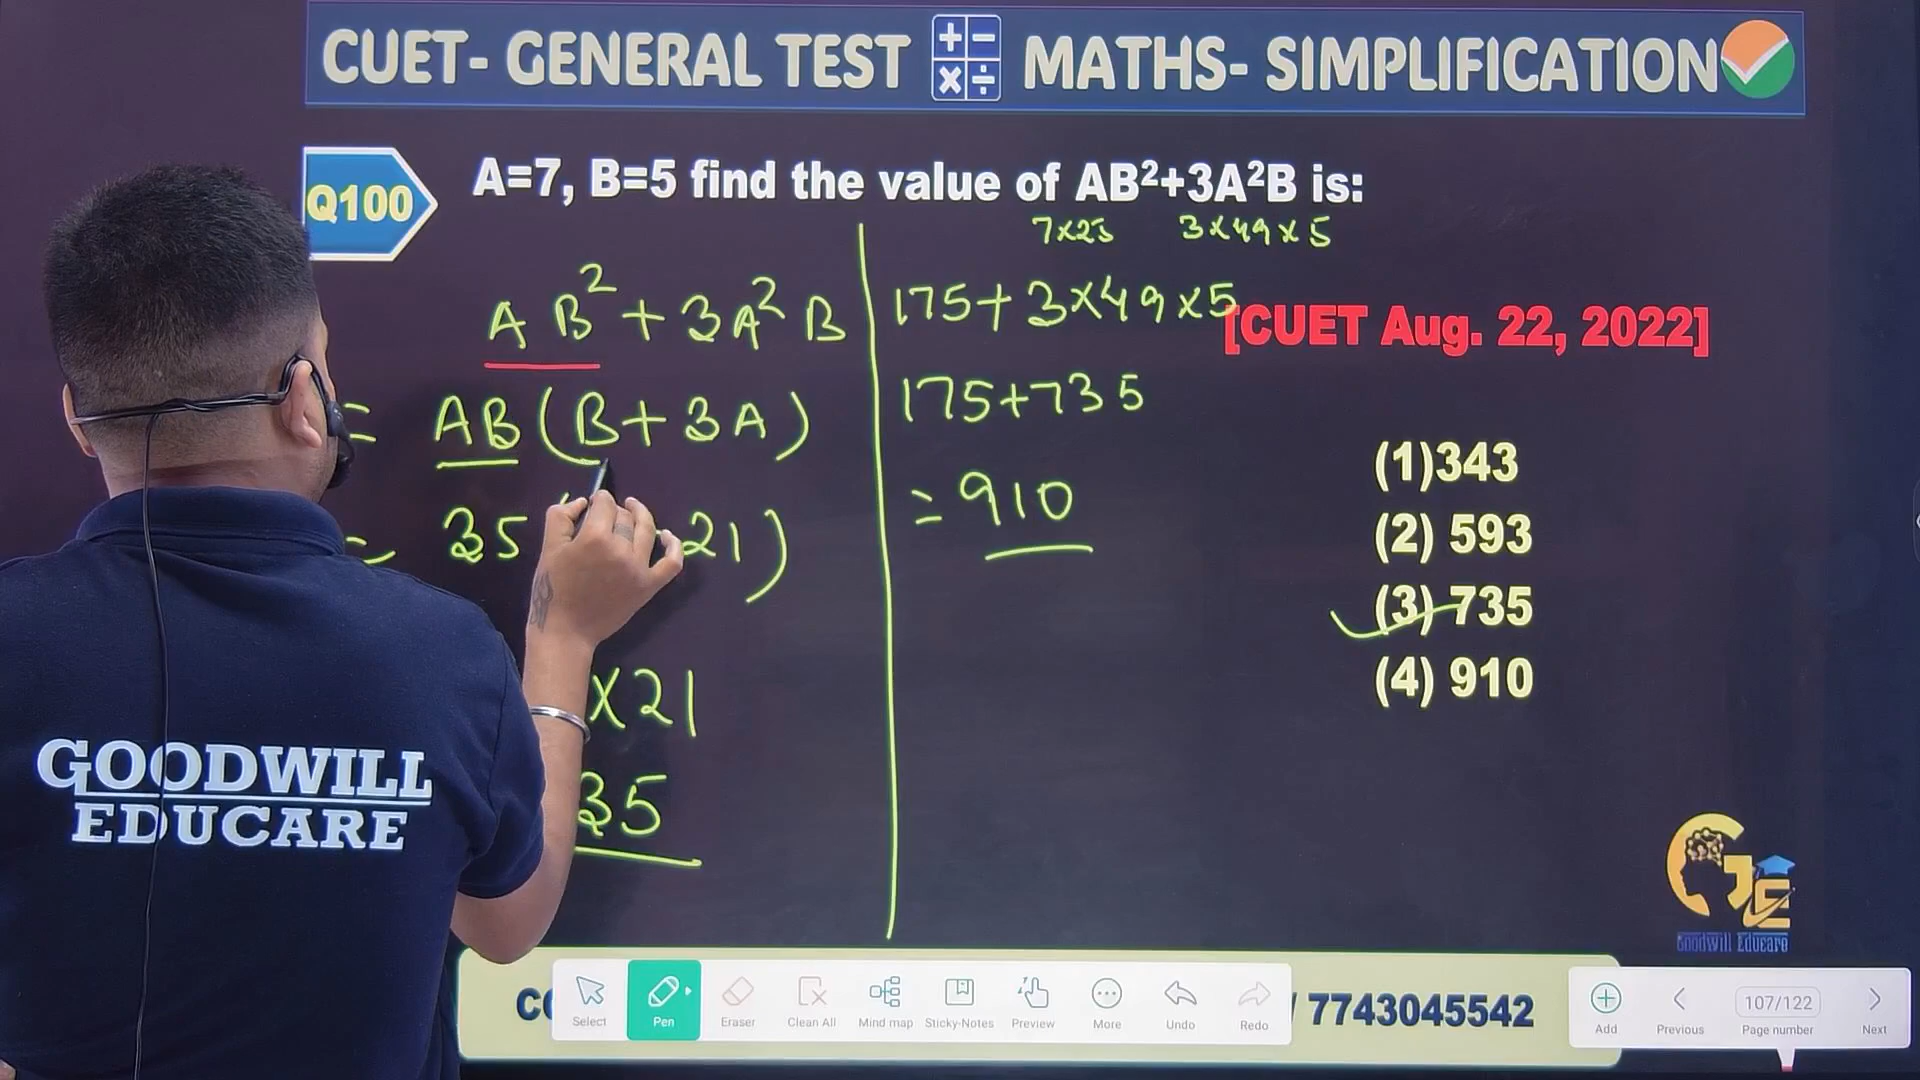 CUET- GENERAL TEST + − × ÷ MATHS- SIMPLIFICATION
Q100 A=7, B=5 find the value of AB²+3A²B is:
7×25 3×49×5
AB² + 3A²B
= AB(B+3A)
= 35 21)
×21
35
175+3×49×5
175+735
= 910
[CUET Aug. 22, 2022]
(1)343
(2) 593
(3) 735
(4) 910
GOODWILL
EDUCARE
Goodwill Educare
7743045542
Select Pen Eraser Clean All Mind map Sticky-Notes Preview More Undo Redo
Add Previous 107/122 Page number Next